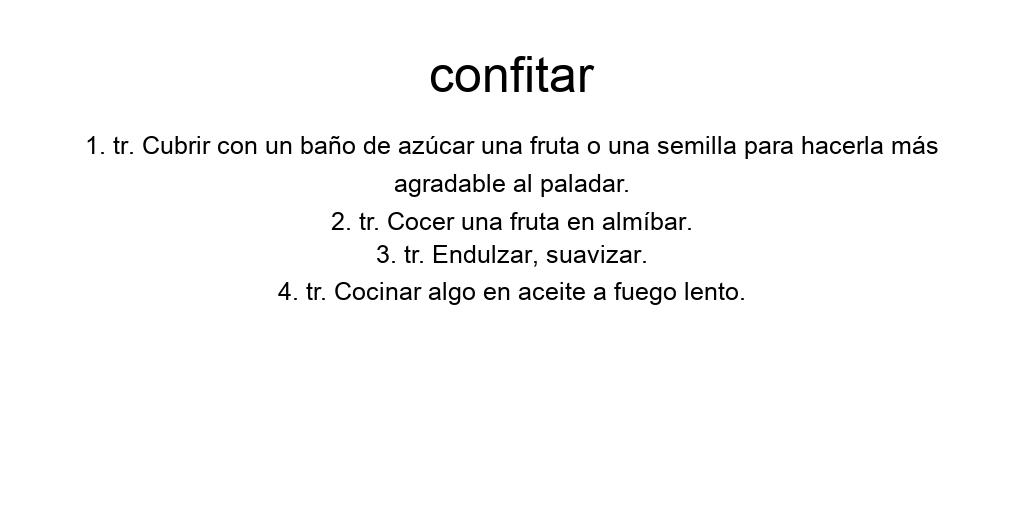 confitar
1. tr. Cubrir con un baño de azúcar una fruta o una semilla para hacerla más
agradable al paladar.
2. tr. Cocer una fruta en almíbar.
3. tr. Endulzar, suavizar.
4. tr. Cocinar algo en aceite a fuego lento.